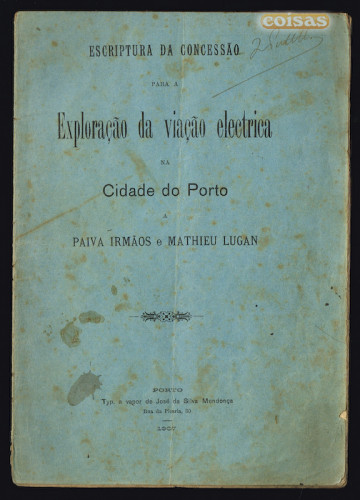 coisas
ESCRIPTURA DA CONCESSÃO
PARA A
Exploração da viação electrica
NA
Cidade do Porto
A
PAIVA IRMÃOS e MATHIEU LUGAN
PORTO
Typ. a vapor de José da Silva Mendonça
Rua da Picaria, 30
1907